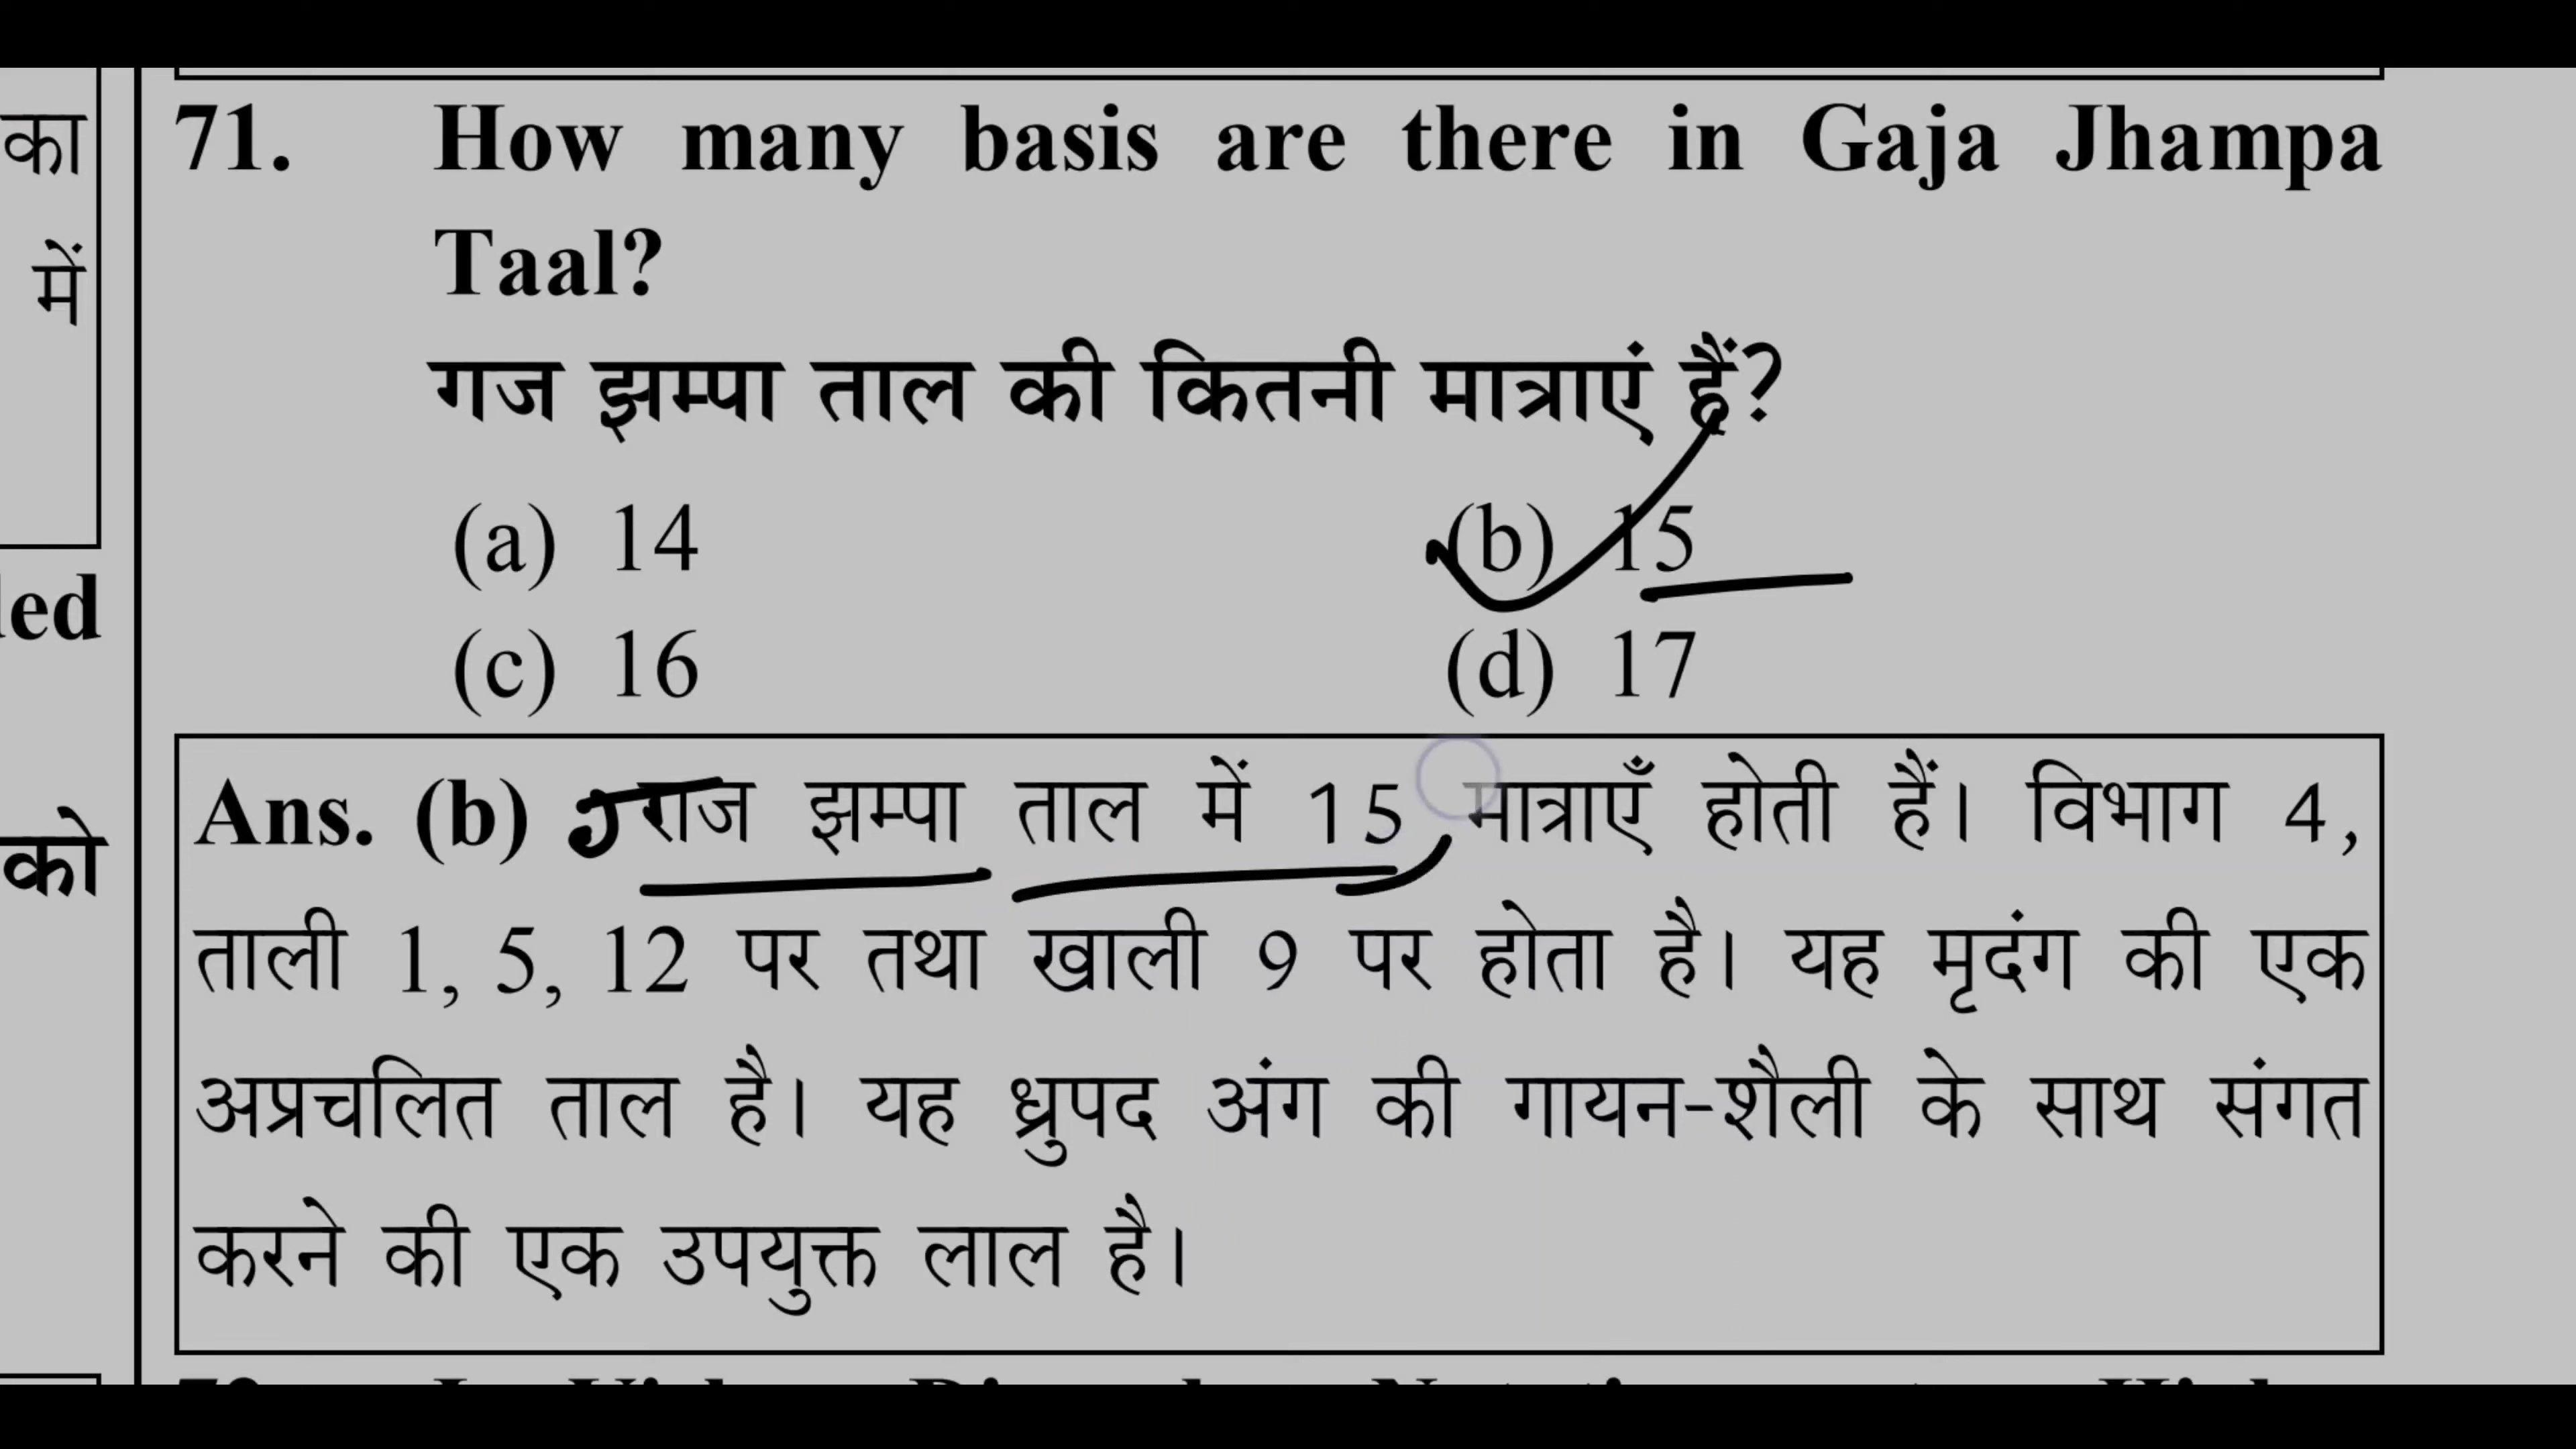 का
में
led
को
71. How many basis are there in Gaja Jhampa
Taal?
गज झम्पा ताल की कितनी मात्राएं हैं?
(a) 14 (b) 15
(c) 16 (d) 17
Ans. (b) गज झम्पा ताल में 15 मात्राएँ होती हैं। विभाग 4,
ताली 1, 5, 12 पर तथा खाली 9 पर होता है। यह मृदंग की एक
अप्रचलित ताल है। यह ध्रुपद अंग की गायन-शैली के साथ संगत
करने की एक उपयुक्त लाल है।